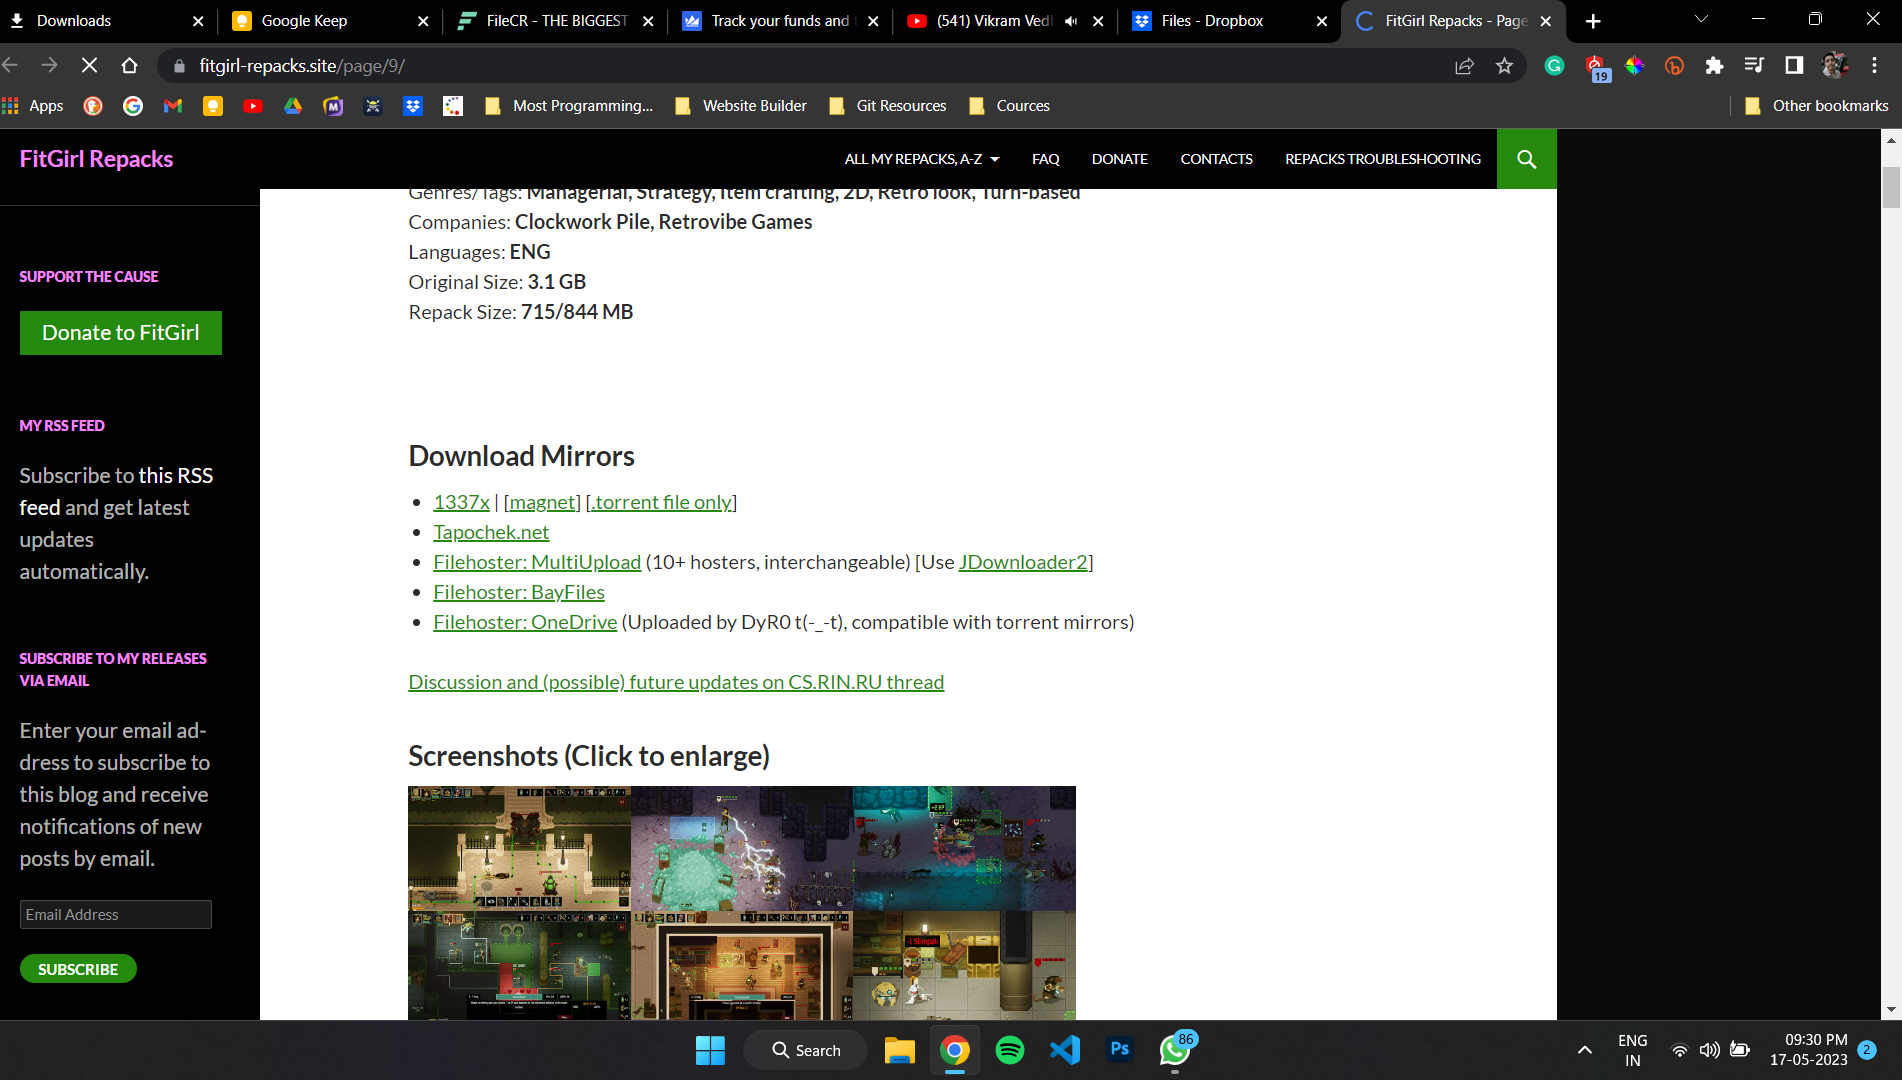 Downloads
Google Keep
FileCR - THE BIGGEST
Track your funds and
(541) Vikram Ved
Files - Dropbox
FitGirl Repacks - Page
fitgirl-repacks.site/page/9/
19
Apps
Most Programming...
Website Builder
Git Resources
Cources
Other bookmarks
FitGirl Repacks
ALL MY REPACKS, A-Z
FAQ
DONATE
CONTACTS
REPACKS TROUBLESHOOTING
Genres/Tags: Managerial, Strategy, Item crafting, 2D, Retro look, Turn-based
Companies: Clockwork Pile, Retrovibe Games
Languages: ENG
Original Size: 3.1 GB
Repack Size: 715/844 MB
SUPPORT THE CAUSE
Donate to FitGirl
MY RSS FEED
Subscribe to this RSS
feed and get latest
updates
automatically.
SUBSCRIBE TO MY RELEASES
VIA EMAIL
Enter your email ad-
dress to subscribe to
this blog and receive
notifications of new
posts by email.
Email Address
SUBSCRIBE
Download Mirrors
1337x | [magnet] [.torrent file only]
Tapochek.net
Filehoster: MultiUpload (10+ hosters, interchangeable) [Use JDownloader2]
Filehoster: BayFiles
Filehoster: OneDrive (Uploaded by DyR0 t(-_-t), compatible with torrent mirrors)
Discussion and (possible) future updates on CS.RIN.RU thread
Screenshots (Click to enlarge)
Search
Ps
86
ENG
IN
09:30 PM
17-05-2023
2